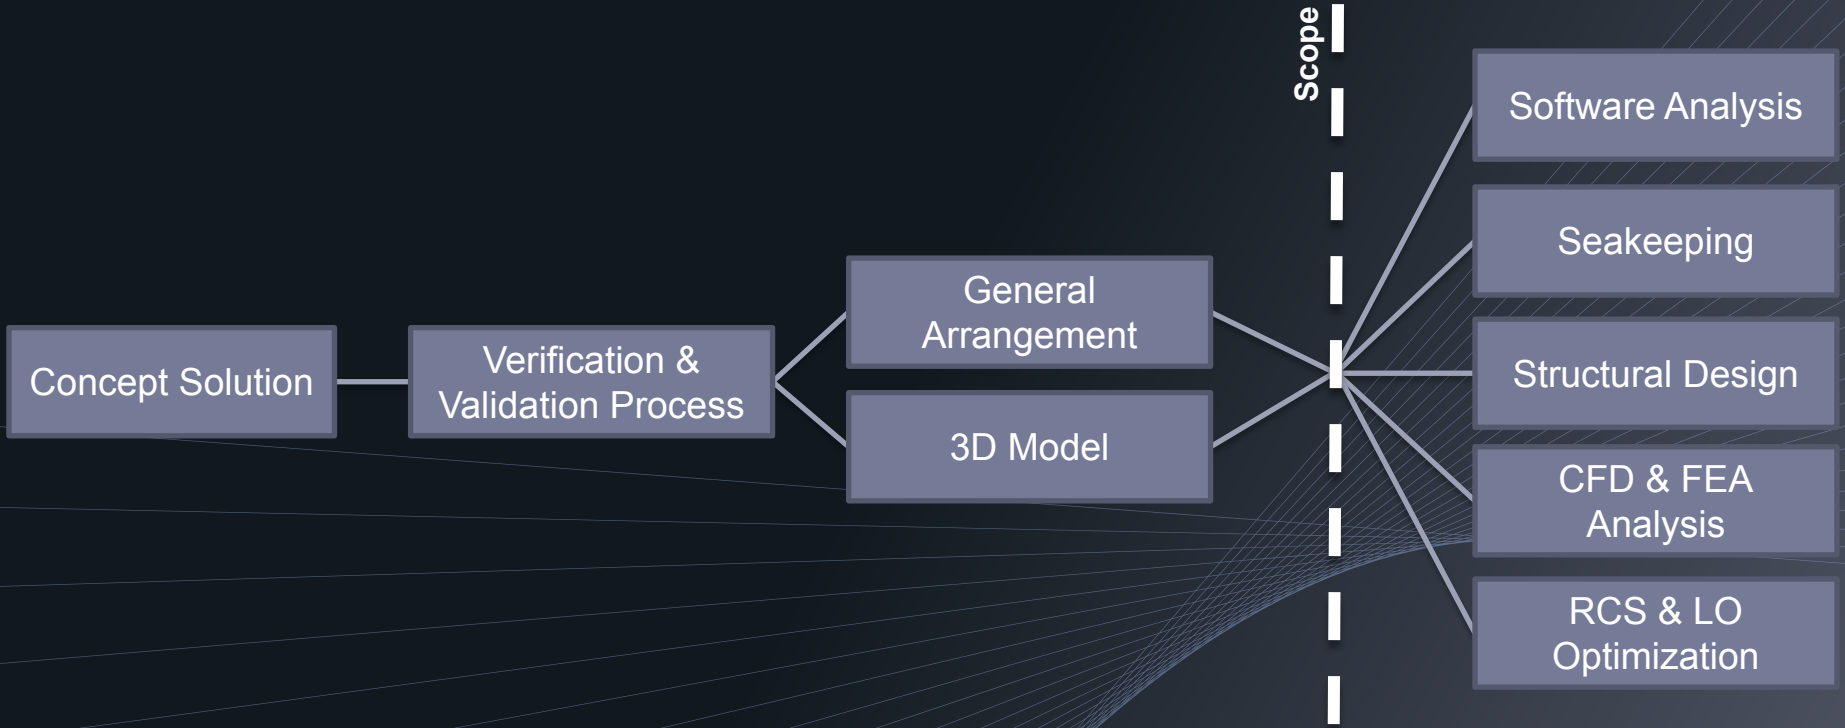 Scope
Concept Solution
Verification &
Validation Process
General
Arrangement
3D Model
Software Analysis
Seakeeping
Structural Design
CFD & FEA
Analysis
RCS & LO
Optimization